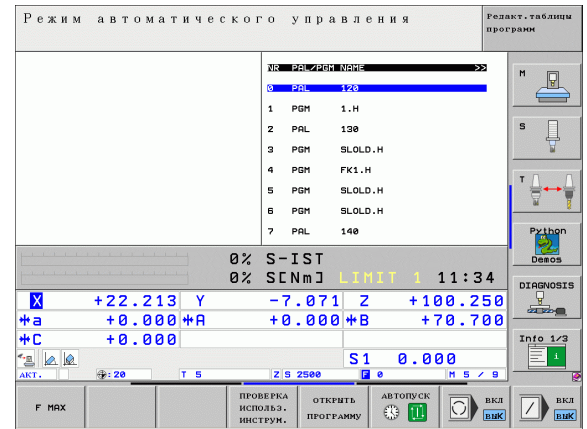 Режим автоматического управления
Редакт.таблицы
программ
NR PAL/PGM NAME >>
0 PAL 120
1 PGM 1.H
2 PAL 130
3 PGM SLOLD.H
4 PGM FK1.H
5 PGM SLOLD.H
6 PGM SLOLD.H
7 PAL 140
M
S
T
Python
Demos
DIAGNOSIS
Info 1/3
0% S-IST
0% S[Nm] LIMIT 1 11:34
X +22.213 Y -7.071 Z +100.250
a +0.000 A +0.000 B +70.700
C +0.000
S1 0.000
АКТ. :20 T 5 Z S 2500 F 0 M 5 / 9
F MAX
ПРОВЕРКА
ИСПОЛЬЗ.
ИНСТРУМ.
ОТКРЫТЬ
ПРОГРАММУ
АВТОПУСК
ВКЛ
ВЫК
ВКЛ
ВЫК